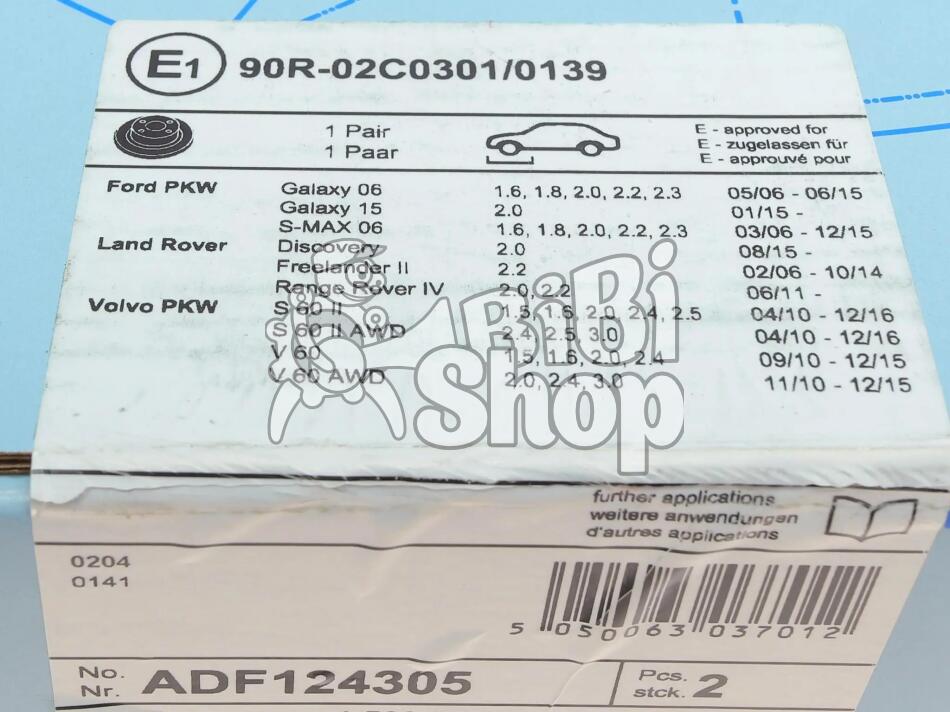 E1 90R-02C0301/0139
1 Pair
1 Paar
E - approved for
E - zugelassen für
E - approuvé pour
Ford PKW Galaxy 06 1.6, 1.8, 2.0, 2.2, 2.3 05/06 - 06/15
Galaxy 15 2.0 01/15 -
S-MAX 06 1.6, 1.8, 2.0, 2.2, 2.3 03/06 - 12/15
Land Rover Discovery 2.0 08/15 -
Freelander II 2.2 02/06 - 10/14
Range Rover IV 2.0, 2.2 06/11 -
Volvo PKW S 60 II 1.5, 1.6, 2.0, 2.4, 2.5 04/10 - 12/16
S 60 II AWD 2.4, 2.5, 3.0 04/10 - 12/16
V 60 1.5, 1.6, 2.0, 2.4 09/10 - 12/15
V 60 AWD 2.0, 2.4, 3.0 11/10 - 12/15
BiBi
Shop
further applications
weitere anwendungen
d'autres applications
0204
0141
5 050063 037012
No.
Nr. ADF124305
Pcs.
stck. 2